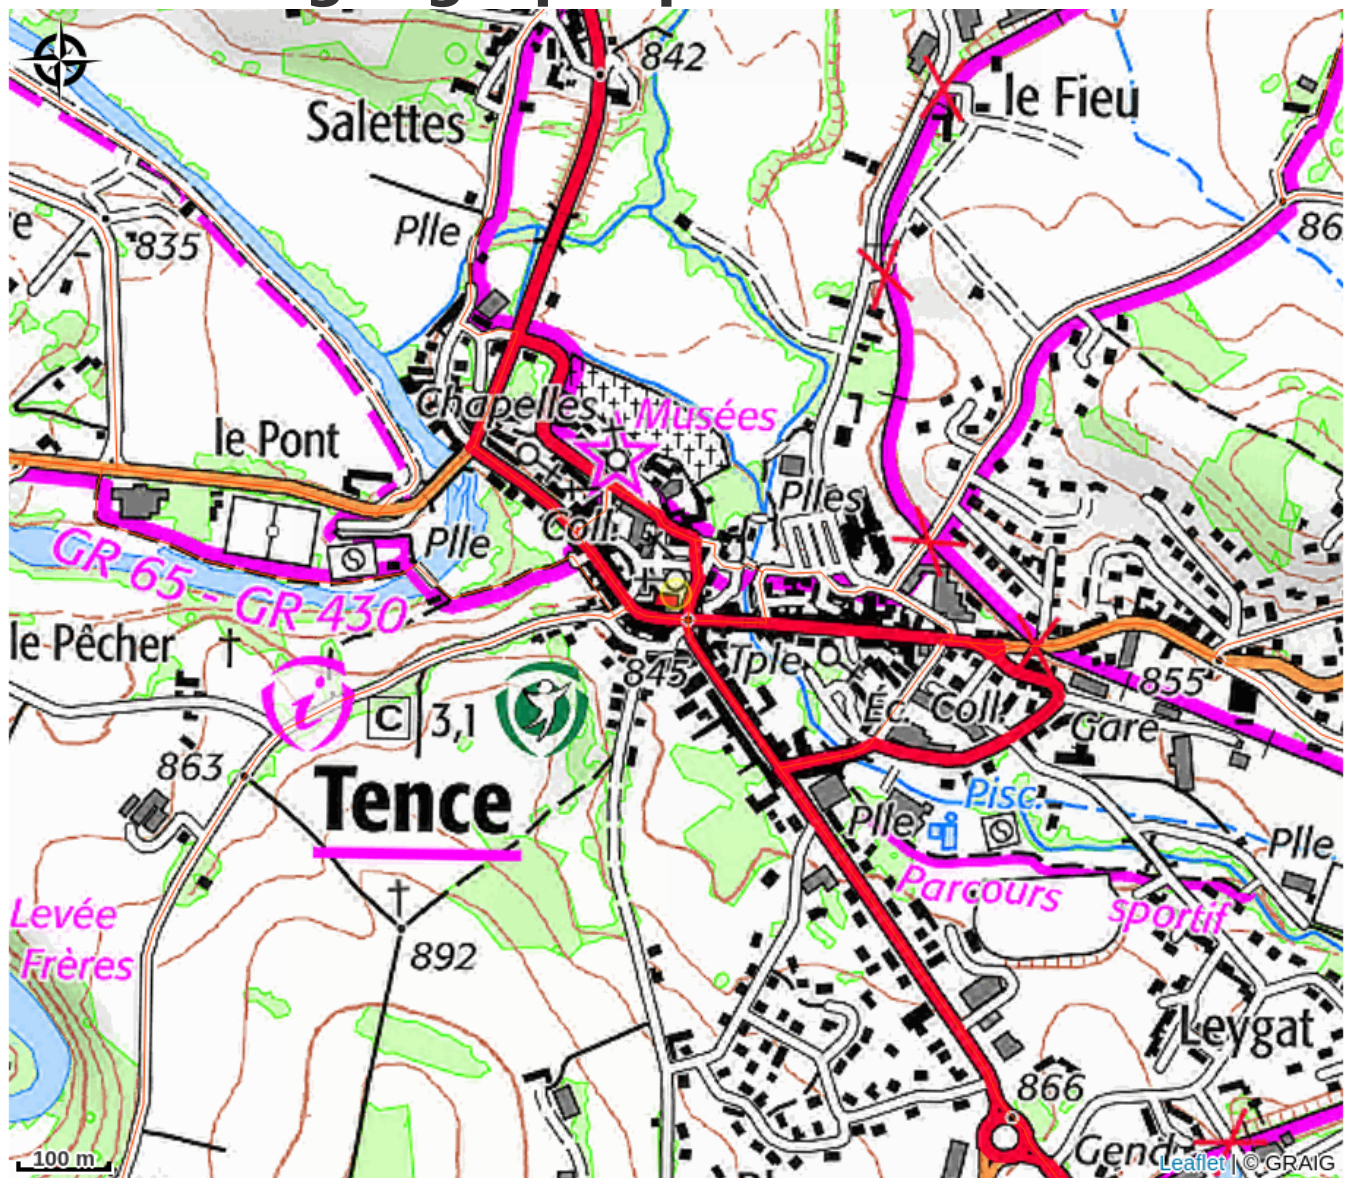 842
Salettes
le Fieu
Plle
e
835
86
Chapelles
Musées
le Pont
Plles
Coll.
Plle
GR 65 - GR 430
le Pêcher
845
Tple
855
i
C
3,1
Éc.
Coll.
Gare
863
Tence
Pisc.
Plle
Plle
Parcours sportif
Levée
Frères
892
Leygat
866
Gend
100 m
Leaflet | © GRAIG